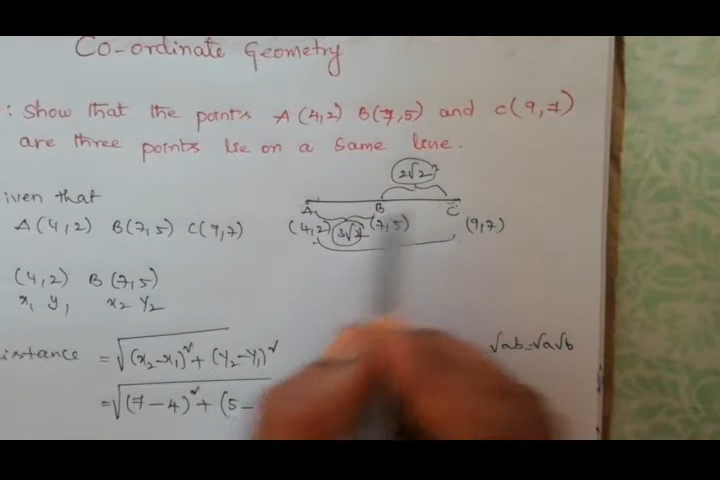 Co-ordinate Geometry
: Show that the points A(4,2) B(7,5) and C(9,7)
are three points lie on a same line.
iven that
A(4,2) B(7,5) C(9,7)
2√2
A B C
(4,2) 3√2 (7,5) (9,7)
(4,2) B(7,5)
x₁ y₁ x₂ y₂
istance = √(x₂-x₁)²+(y₂-y₁)² √ab=√a√b
=√(7-4)²+(5-